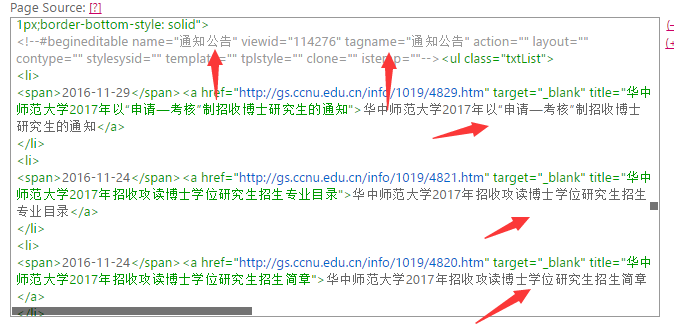 Page Source: [?]
1px;border-bottom-style: solid">
<!--#begineditable name="通知公告" viewid="114276" tagname="通知公告" action="" layout=""
contype="" stylesysid="" template="" tplstyle="" clone="" istemp=""--><ul class="txtList">
<li>
<span>2016-11-29</span><a href="http://gs.ccnu.edu.cn/info/1019/4829.htm" target="_blank" title="华中
师范大学2017年以“申请—考核”制招收博士研究生的通知">华中师范大学2017年以“申请—考核”制招收博士
研究生的通知</a>
</li>
<li>
<span>2016-11-24</span><a href="http://gs.ccnu.edu.cn/info/1019/4821.htm" target="_blank" title="华中
师范大学2017年招收攻读博士学位研究生招生专业目录">华中师范大学2017年招收攻读博士学位研究生招生
专业目录</a>
</li>
<li>
<span>2016-11-24</span><a href="http://gs.ccnu.edu.cn/info/1019/4820.htm" target="_blank" title="华中
师范大学2017年招收攻读博士学位研究生招生简章">华中师范大学2017年招收攻读博士学位研究生招生简章
</a>
</li>